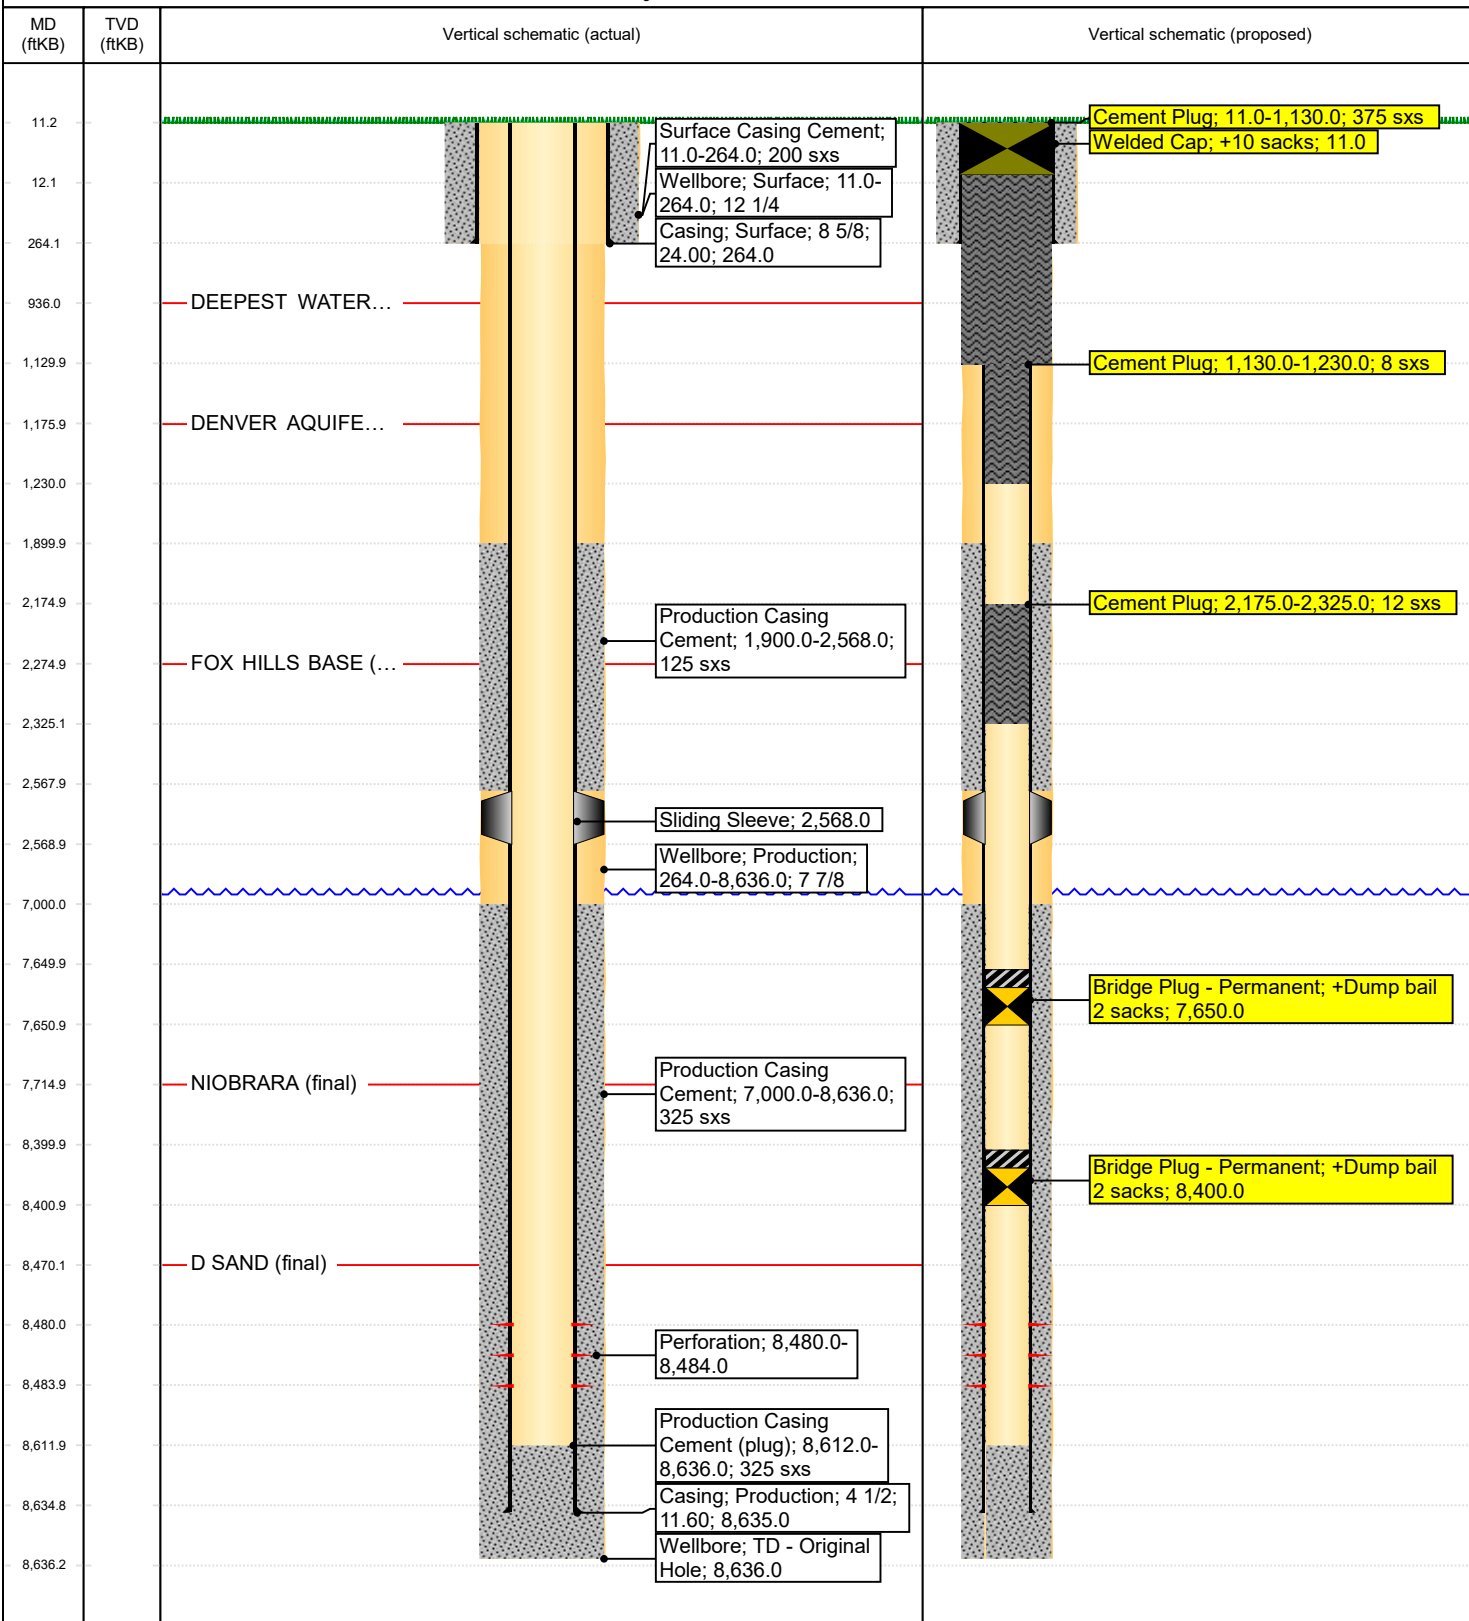 MD
(ftKB)
TVD
(ftKB)
Vertical schematic (actual)
Vertical schematic (proposed)
11.2
12.1
264.1
936.0
1,129.9
1,175.9
1,230.0
1,899.9
2,174.9
2,274.9
2,325.1
2,567.9
2,568.9
7,000.0
7,649.9
7,650.9
7,714.9
8,399.9
8,400.9
8,470.1
8,480.0
8,483.9
8,611.9
8,634.8
8,636.2
DEEPEST WATER…
DENVER AQUIFE…
FOX HILLS BASE (…
NIOBRARA (final)
D SAND (final)
Surface Casing Cement;
11.0-264.0; 200 sxs
Wellbore; Surface; 11.0-
264.0; 12 1/4
Casing; Surface; 8 5/8;
24.00; 264.0
Production Casing
Cement; 1,900.0-2,568.0;
125 sxs
Sliding Sleeve; 2,568.0
Wellbore; Production;
264.0-8,636.0; 7 7/8
Production Casing
Cement; 7,000.0-8,636.0;
325 sxs
Perforation; 8,480.0-
8,484.0
Production Casing
Cement (plug); 8,612.0-
8,636.0; 325 sxs
Casing; Production; 4 1/2;
11.60; 8,635.0
Wellbore; TD - Original
Hole; 8,636.0
Cement Plug; 11.0-1,130.0; 375 sxs
Welded Cap; +10 sacks; 11.0
Cement Plug; 1,130.0-1,230.0; 8 sxs
Cement Plug; 2,175.0-2,325.0; 12 sxs
Bridge Plug - Permanent; +Dump bail
2 sacks; 7,650.0
Bridge Plug - Permanent; +Dump bail
2 sacks; 8,400.0